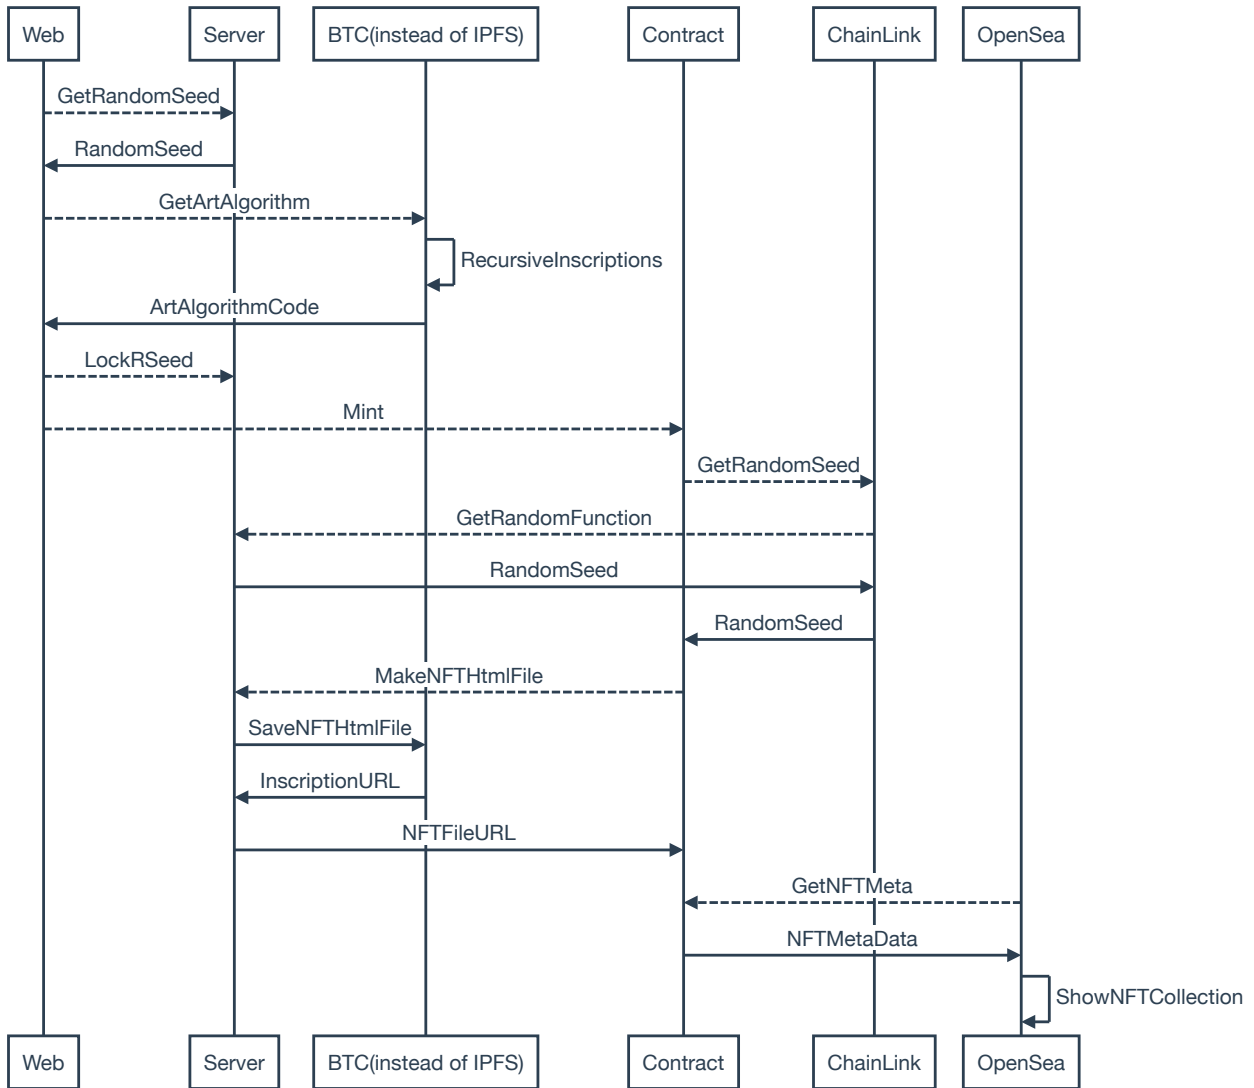 Web
Server
BTC(instead of IPFS)
Contract
ChainLink
OpenSea
GetRandomSeed
RandomSeed
GetArtAlgorithm
RecursiveInscriptions
ArtAlgorithmCode
LockRSeed
Mint
GetRandomSeed
GetRandomFunction
RandomSeed
RandomSeed
MakeNFTHtmlFile
SaveNFTHtmlFile
InscriptionURL
NFTFileURL
GetNFTMeta
NFTMetaData
ShowNFTCollection
Web
Server
BTC(instead of IPFS)
Contract
ChainLink
OpenSea